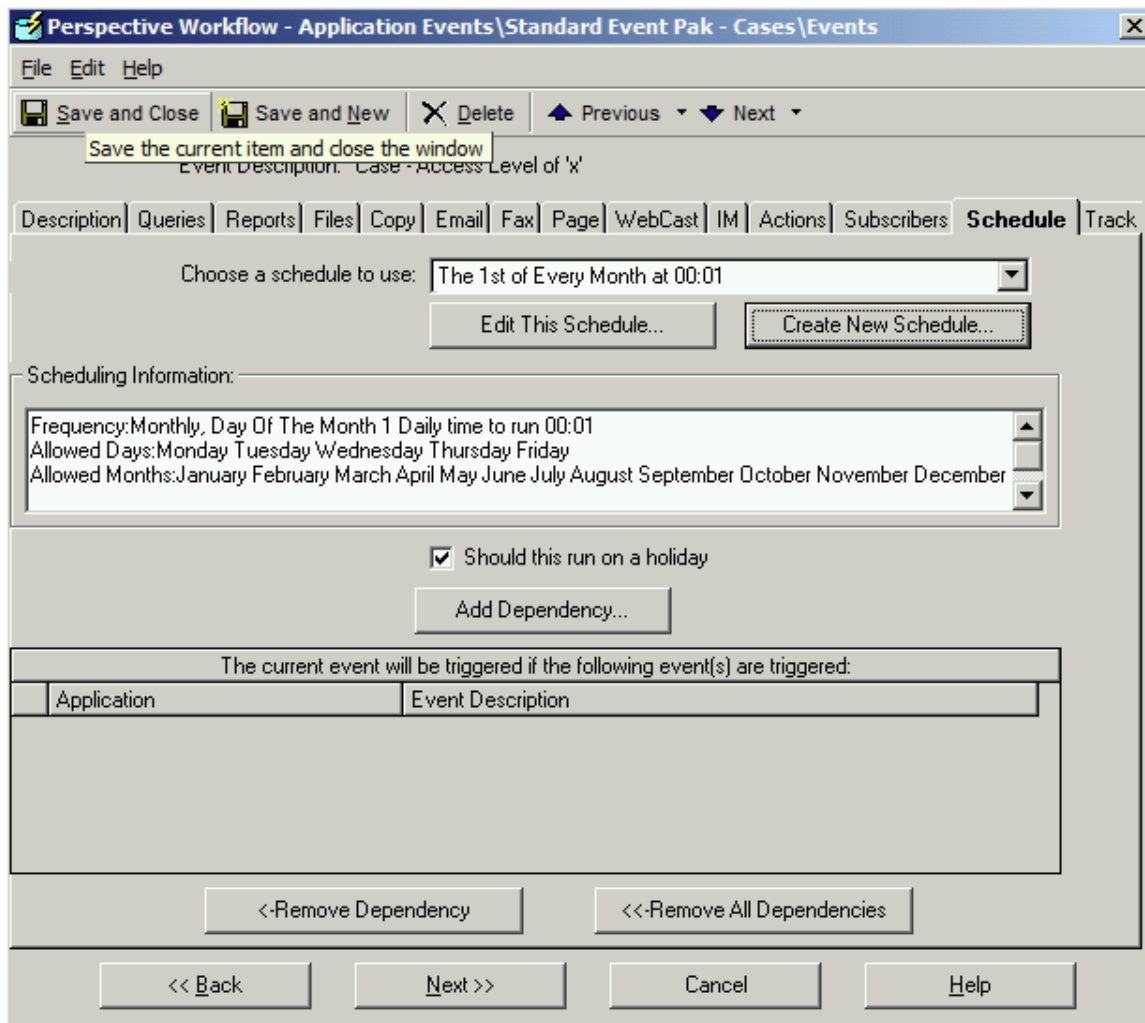 Perspective Workflow - Application Events\Standard Event Pak - Cases\Events
File Edit Help
Save and Close Save and New Delete Previous Next
Save the current item and close the window
Event Description: Case - Access Level of 'x'
Description Queries Reports Files Copy Email Fax Page WebCast IM Actions Subscribers Schedule Track
Choose a schedule to use: The 1st of Every Month at 00:01
Edit This Schedule... Create New Schedule...
Scheduling Information:
Frequency:Monthly, Day Of The Month 1 Daily time to run 00:01
Allowed Days:Monday Tuesday Wednesday Thursday Friday
Allowed Months:January February March April May June July August September October November December
Should this run on a holiday
Add Dependency...
The current event will be triggered if the following event(s) are triggered:
Application Event Description
<-Remove Dependency <<-Remove All Dependencies
<< Back Next >> Cancel Help